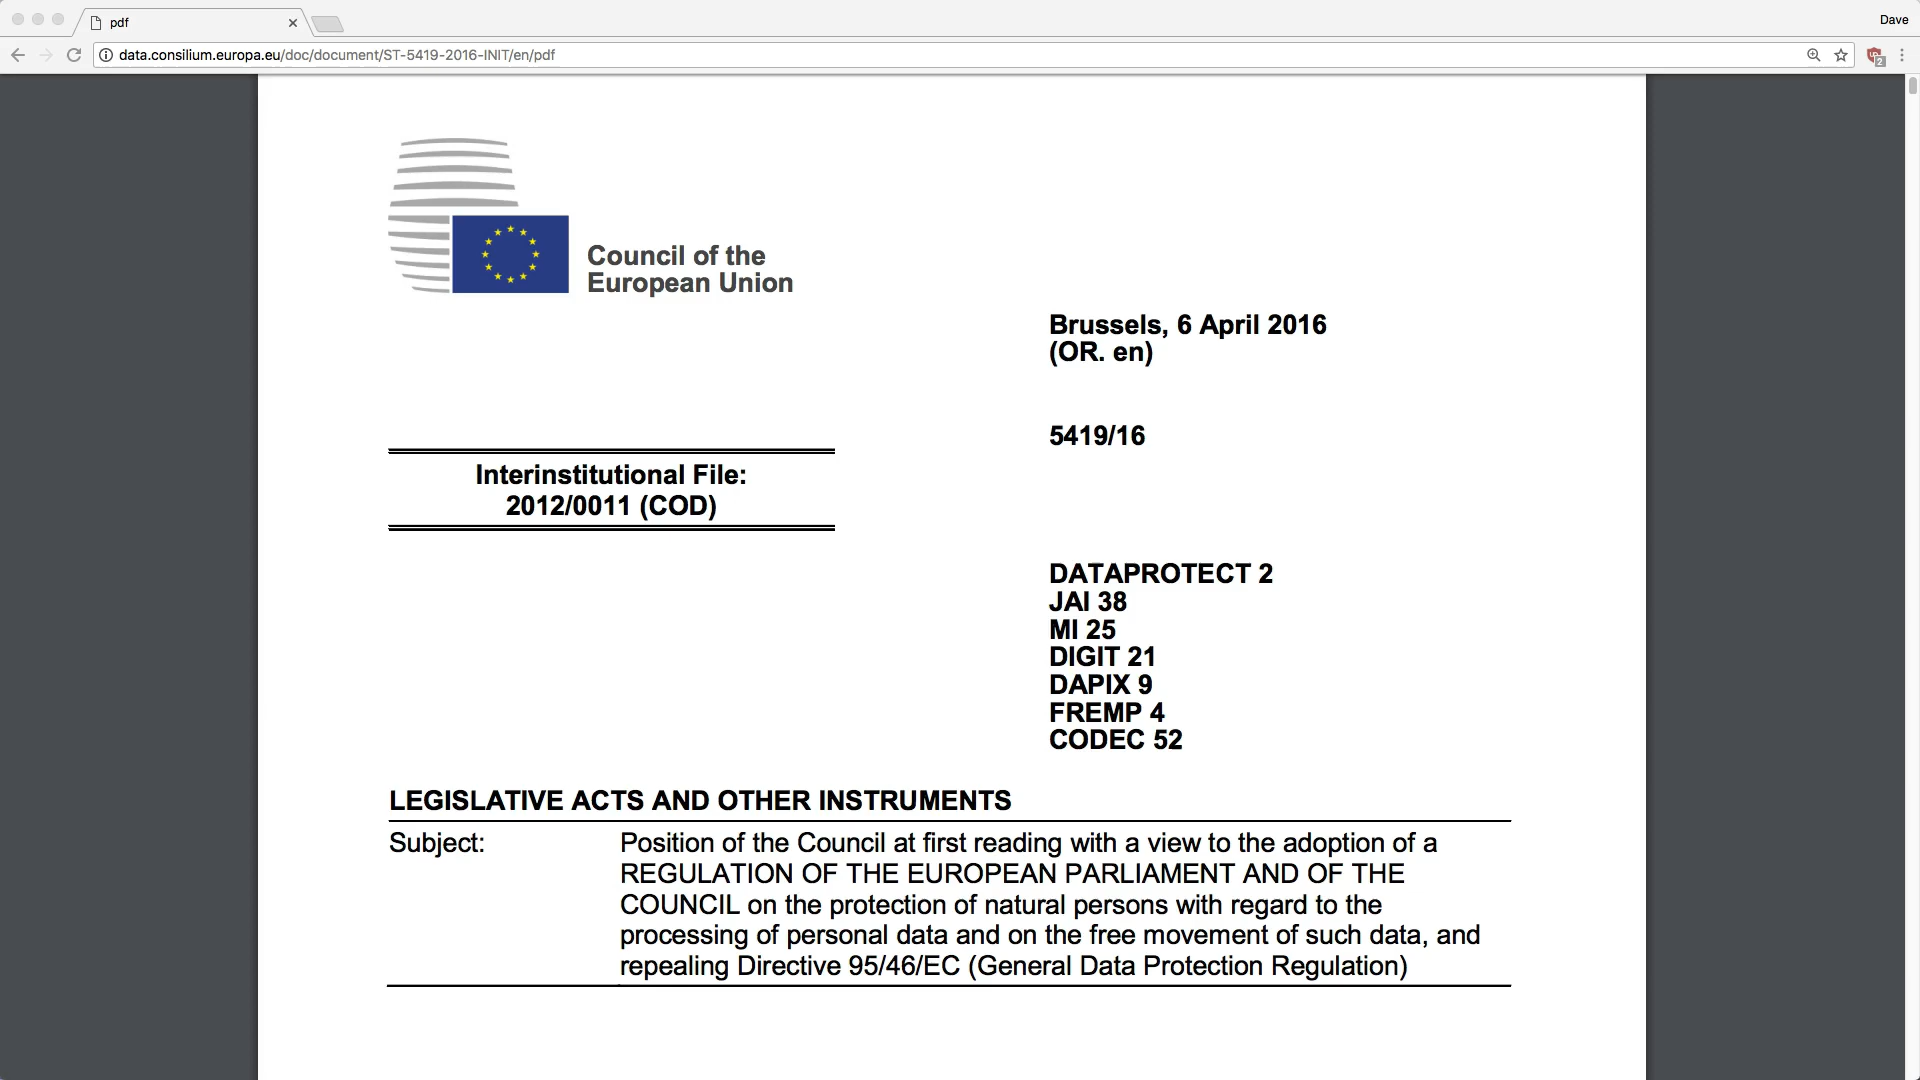 pdf
Dave
data.consilium.europa.eu/doc/document/ST-5419-2016-INIT/en/pdf
2
Council of the
European Union
Brussels, 6 April 2016
(OR. en)
5419/16
Interinstitutional File:
2012/0011 (COD)
DATAPROTECT 2
JAI 38
MI 25
DIGIT 21
DAPIX 9
FREMP 4
CODEC 52
LEGISLATIVE ACTS AND OTHER INSTRUMENTS
Subject: Position of the Council at first reading with a view to the adoption of a
REGULATION OF THE EUROPEAN PARLIAMENT AND OF THE
COUNCIL on the protection of natural persons with regard to the
processing of personal data and on the free movement of such data, and
repealing Directive 95/46/EC (General Data Protection Regulation)